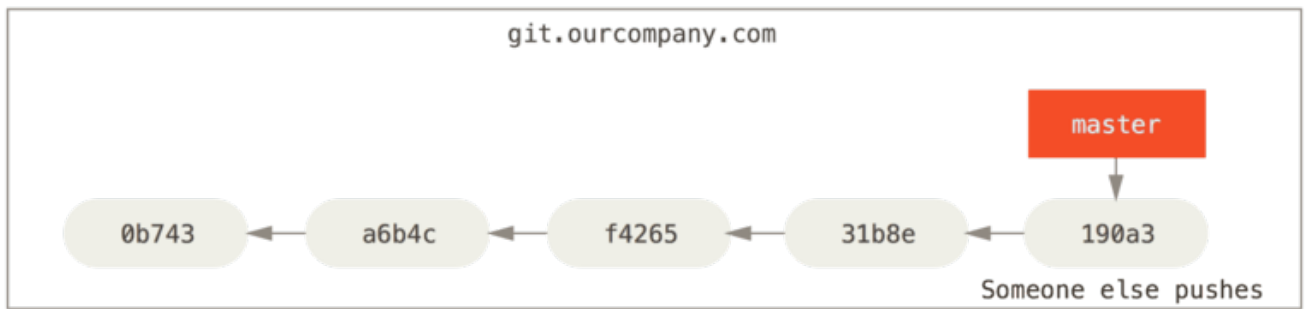 git.ourcompany.com
master
0b743 a6b4c f4265 31b8e 190a3
Someone else pushes